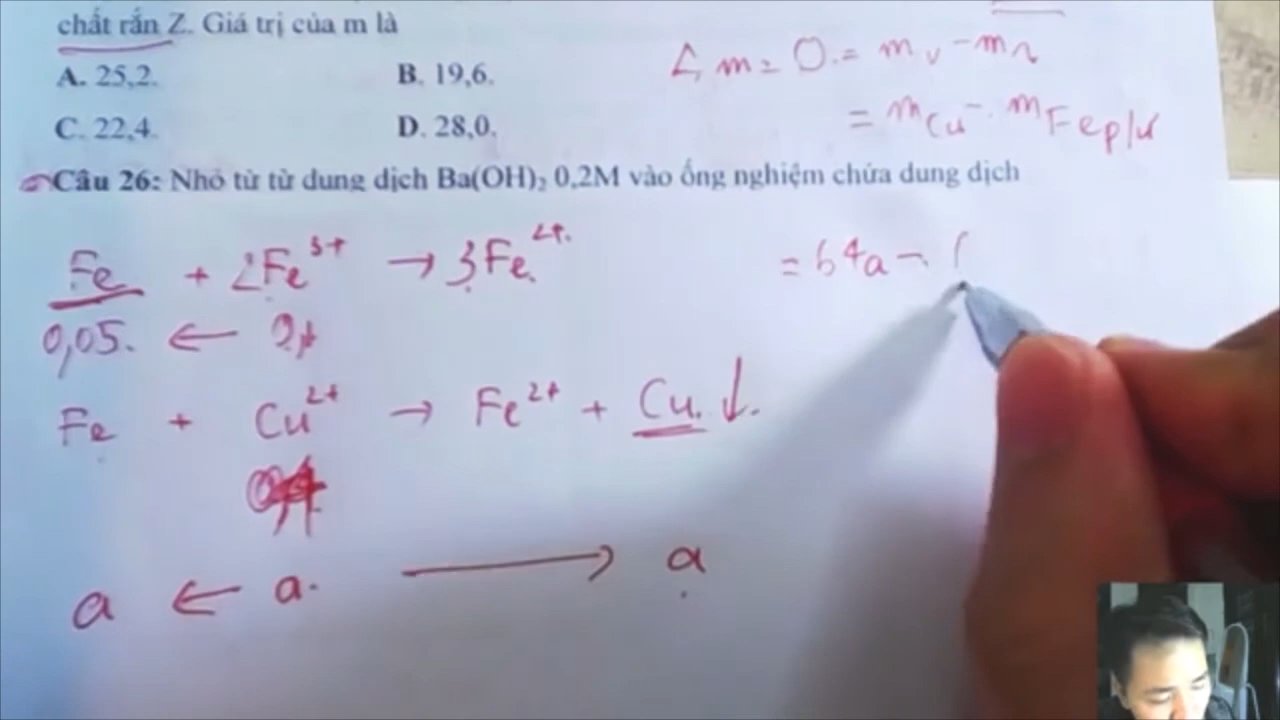 chất rắn Z. Giá trị của m là
A. 25,2.
B. 19,6.
C. 22,4.
D. 28,0.
Δm = 0 = m↓ - m↑
= mCu - mFe p/ư
Câu 26: Nhỏ từ từ dung dịch Ba(OH)₂ 0,2M vào ống nghiệm chứa dung dịch
Fe + 2Fe³⁺ → 3Fe²⁺
= 64a - (
0,05. ← 0,1
Fe + Cu²⁺ → Fe²⁺ + Cu ↓.
a ← a. → a